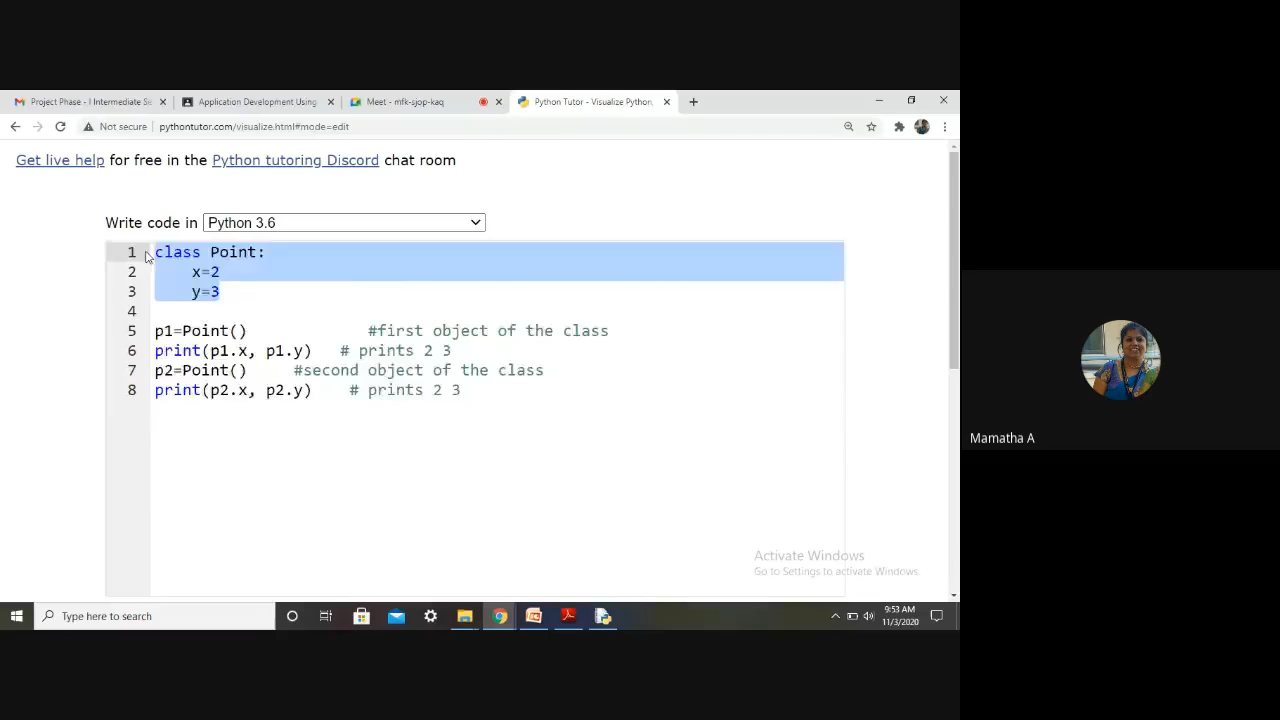 Project Phase - I Intermediate Se
Application Development Using
Meet - mfk-sjop-kaq
Python Tutor - Visualize Python,
Not secure
pythontutor.com/visualize.html#mode=edit
Get live help for free in the Python tutoring Discord chat room
Write code in Python 3.6
1 class Point:
2 x=2
3 y=3
4
5 p1=Point() #first object of the class
6 print(p1.x, p1.y) # prints 2 3
7 p2=Point() #second object of the class
8 print(p2.x, p2.y) # prints 2 3
Mamatha A
Activate Windows
Go to Settings to activate Windows.
Type here to search
9:53 AM
11/3/2020